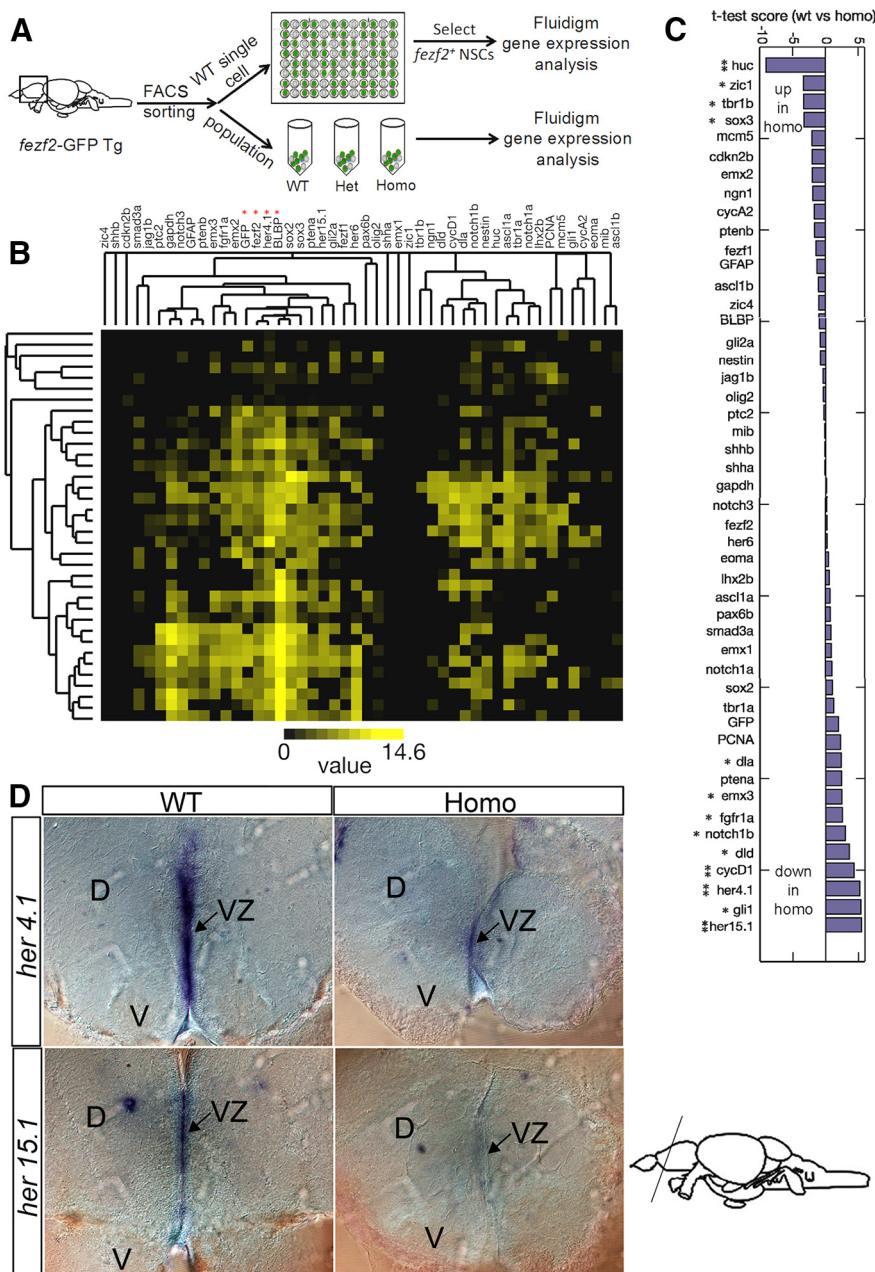 A
fezf2-GFP Tg
FACS
sorting
WT single
cell
population
WT
Het
Homo
Select
fezf2+ NSCs
Fluidigm
gene expression
analysis
Fluidigm
gene expression
analysis
B
zic4
shhb
cdkn2b
smad3a
jag1b
ptc2
gapdh
notch3
GFAP
ptenb
emx3
fgfr1a
emx2
GFP *
fezf2 *
her4.1 *
BLBP *
sox2
sox3
ptena
her15.1
gli2a
fezf1
her6
pax6b
olig2
shha
emx1
zic1
tbr1b
ngn1
dld
cycD1
dla
notch1b
nestin
huc
ascl1a
tbr1a
notch1a
lhx2b
PCNA
mcm5
gli1
cycA2
eoma
mib
ascl1b
0
14.6
value
C
t-test score (wt vs homo)
-10
-5
0
5
** huc
* zic1
* tbr1b
* sox3
mcm5
cdkn2b
emx2
ngn1
cycA2
ptenb
fezf1
GFAP
ascl1b
zic4
BLBP
gli2a
nestin
jag1b
olig2
ptc2
mib
shhb
shha
gapdh
notch3
fezf2
her6
eoma
lhx2b
ascl1a
pax6b
smad3a
emx1
notch1a
sox2
tbr1a
GFP
PCNA
* dla
ptena
* emx3
* fgfr1a
* notch1b
* dld
** cycD1
** her4.1
* gli1
** her15.1
up
in
homo
down
in
homo
D
WT
Homo
her 4.1
D
VZ
V
D
VZ
V
her 15.1
D
VZ
V
D
VZ
V